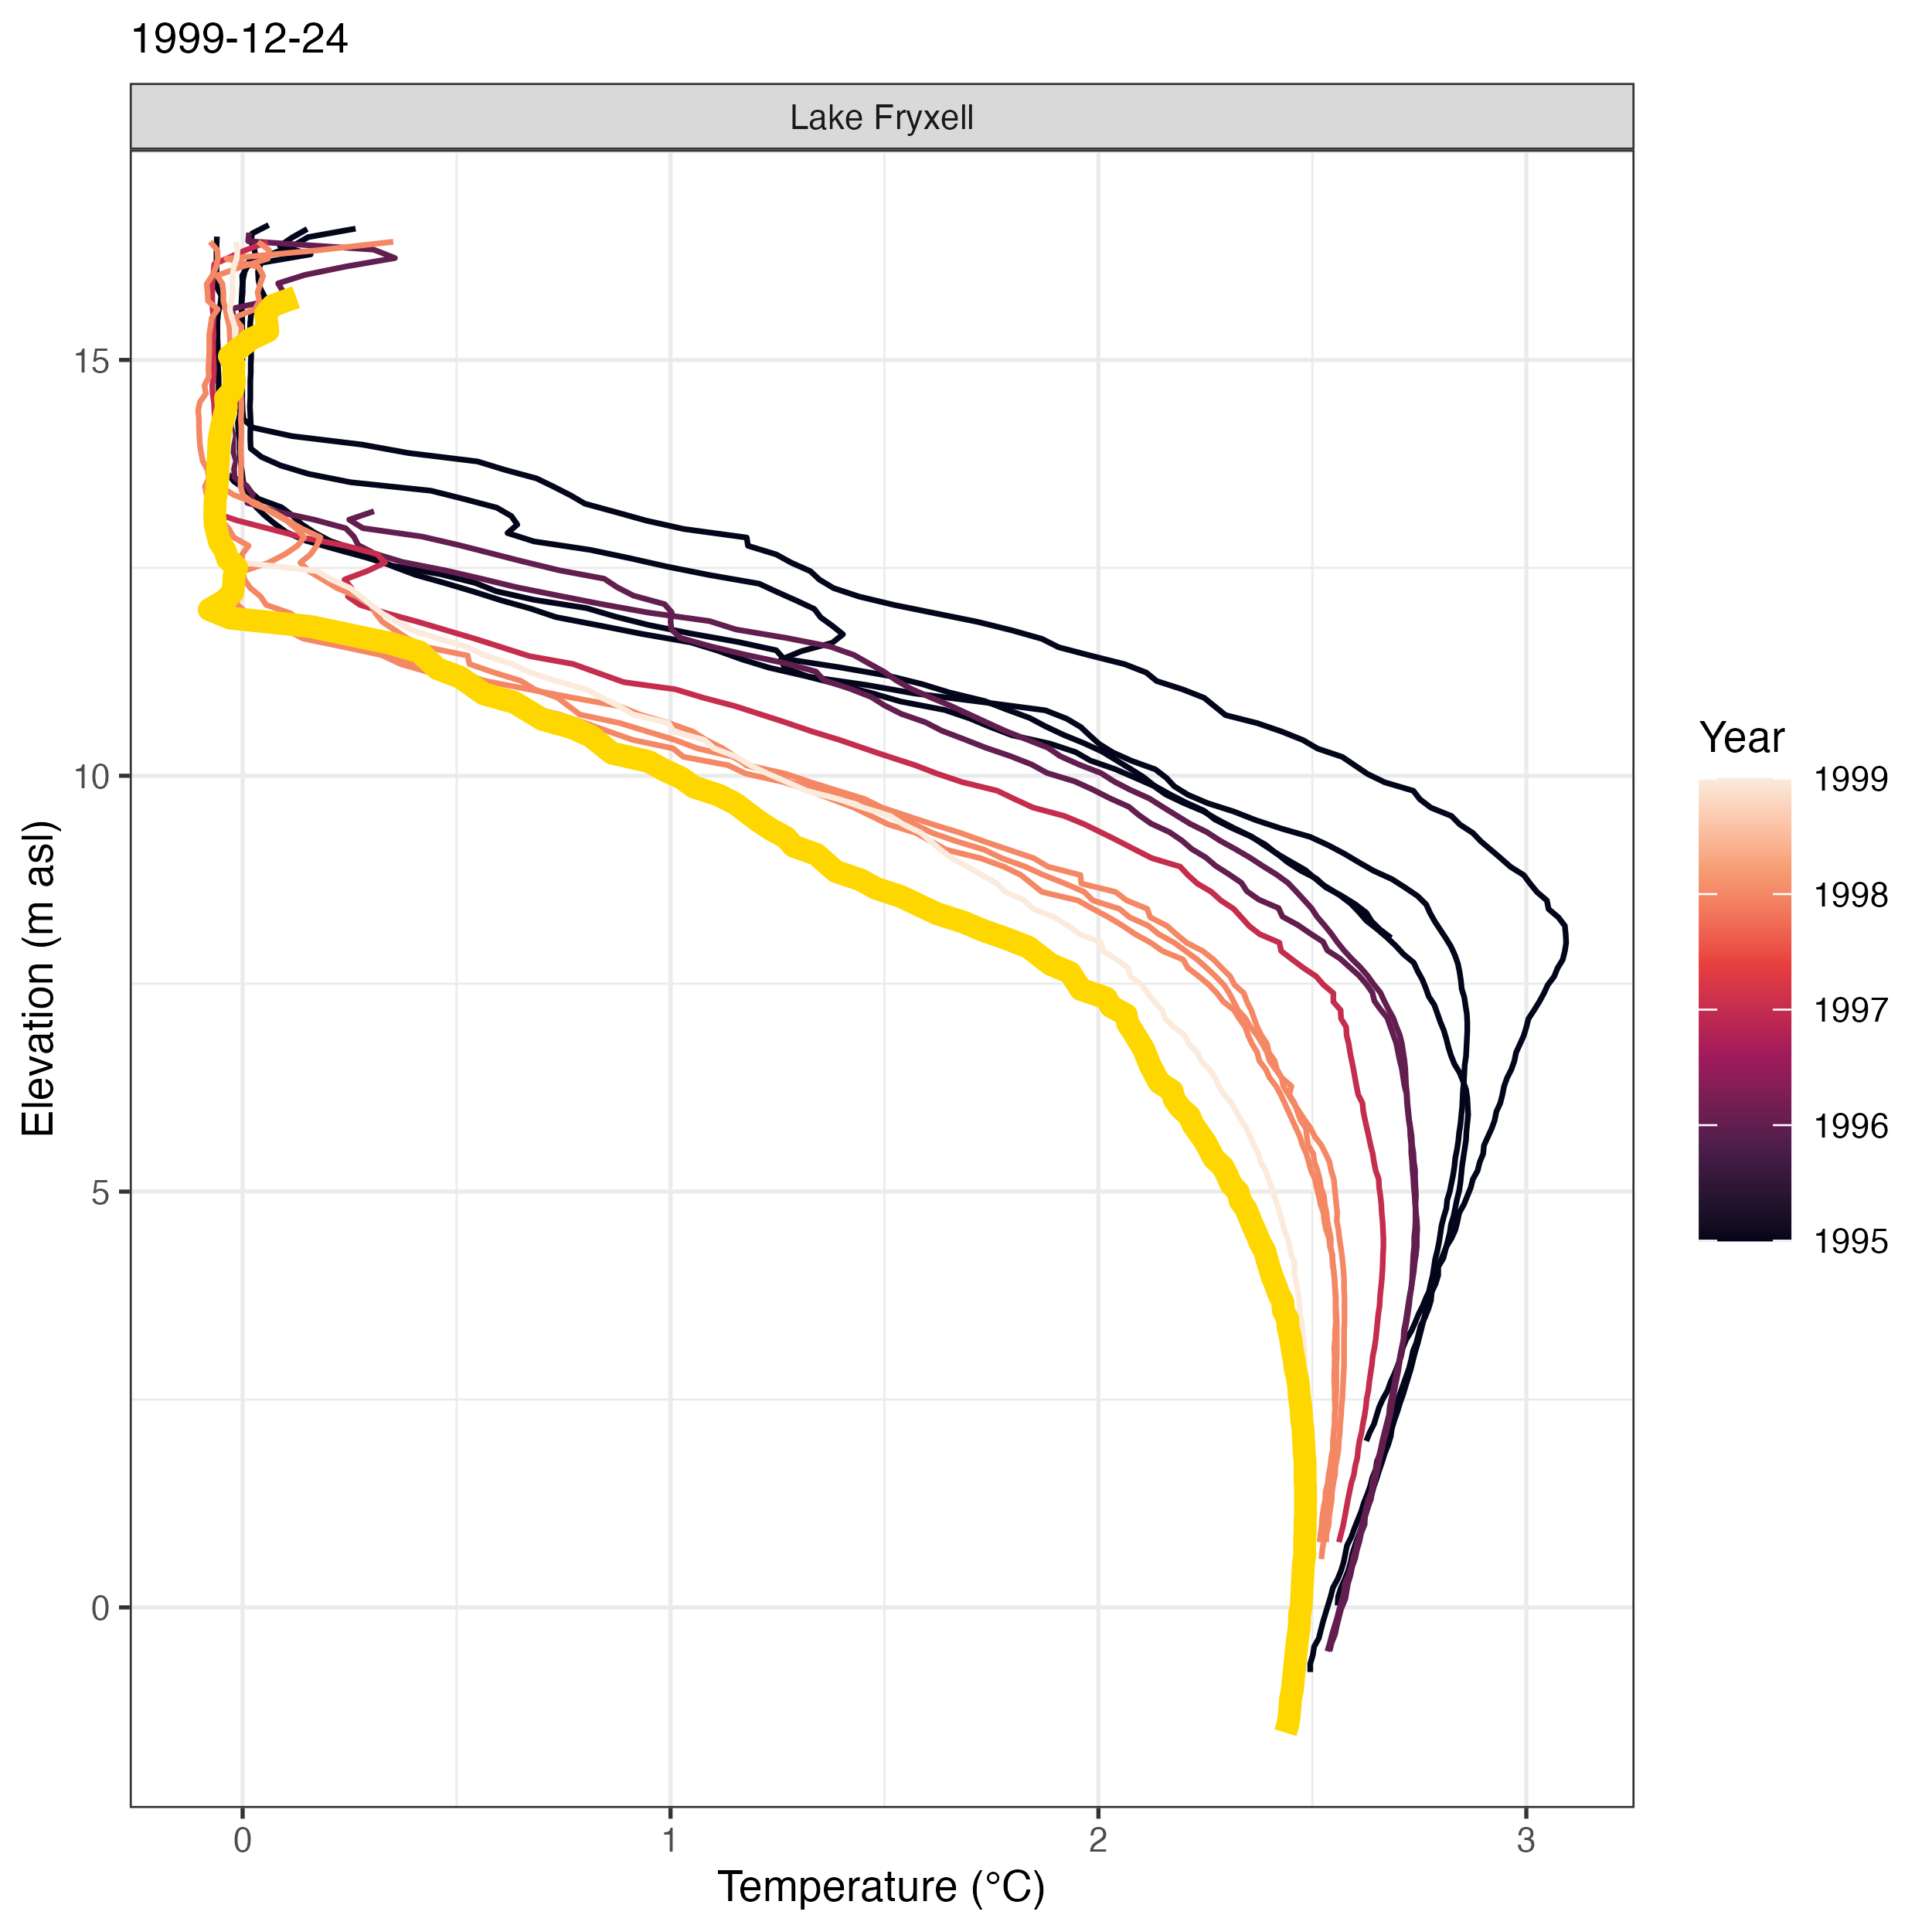 1999-12-24
Lake Fryxell
15
10
5
0
Elevation (m asl)
0 1 2 3
Temperature (°C)
Year
1999
1998
1997
1996
1995